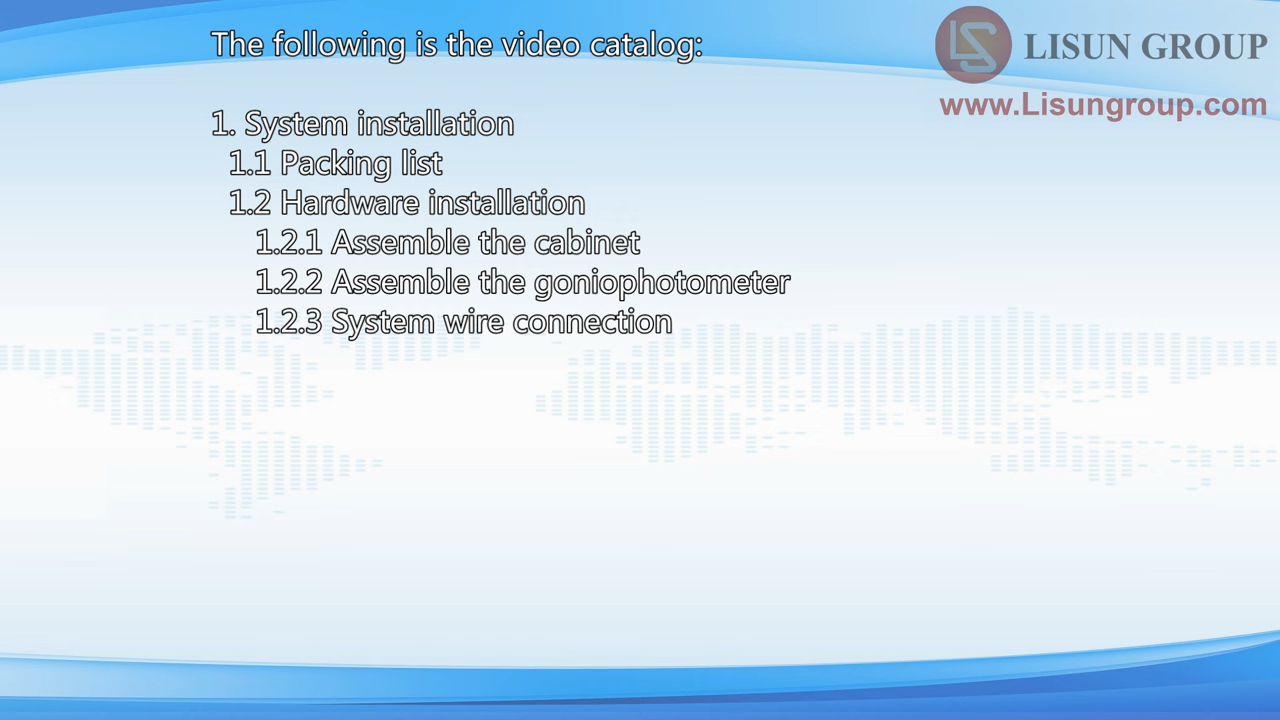 The following is the video catalog:
LISUN GROUP
www.Lisungroup.com
1. System installation
1.1 Packing list
1.2 Hardware installation
1.2.1 Assemble the cabinet
1.2.2 Assemble the goniophotometer
1.2.3 System wire connection